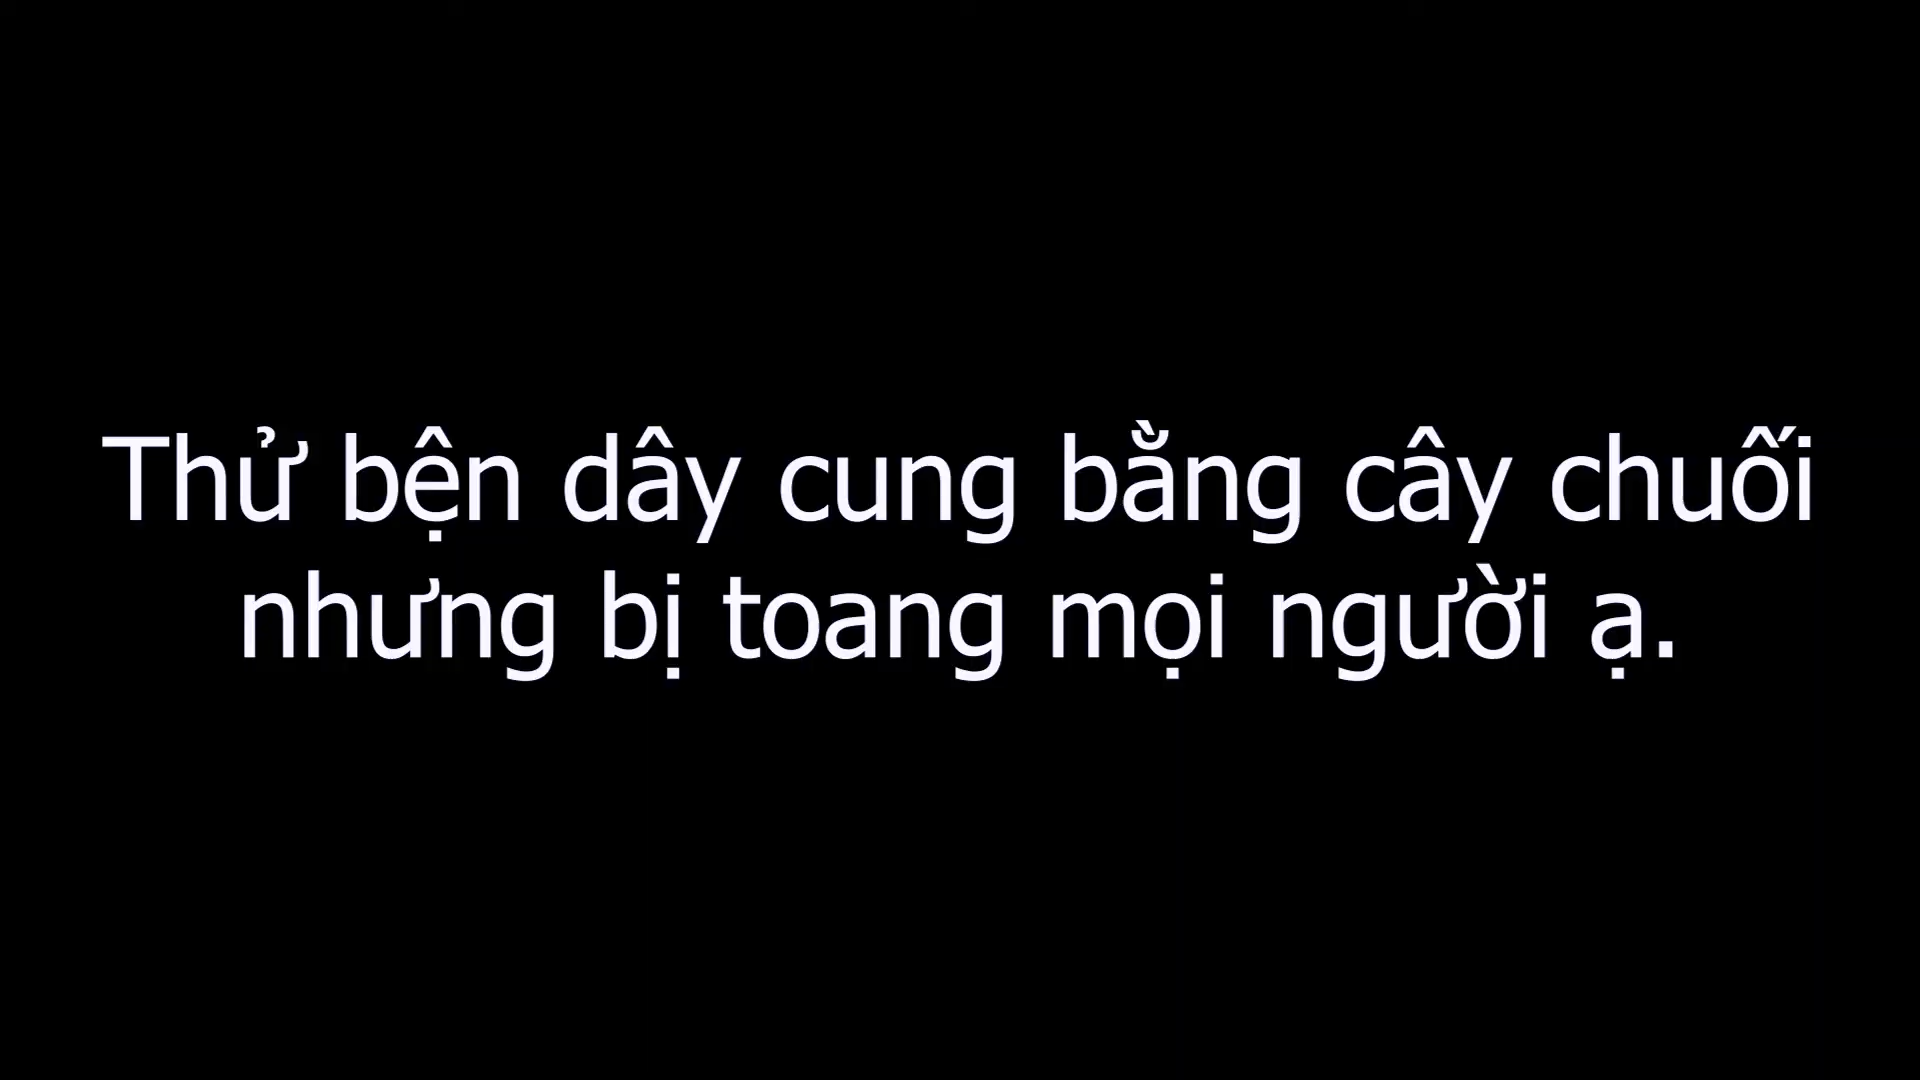 Thử bện dây cung bằng cây chuối
nhưng bị toang mọi người ạ.